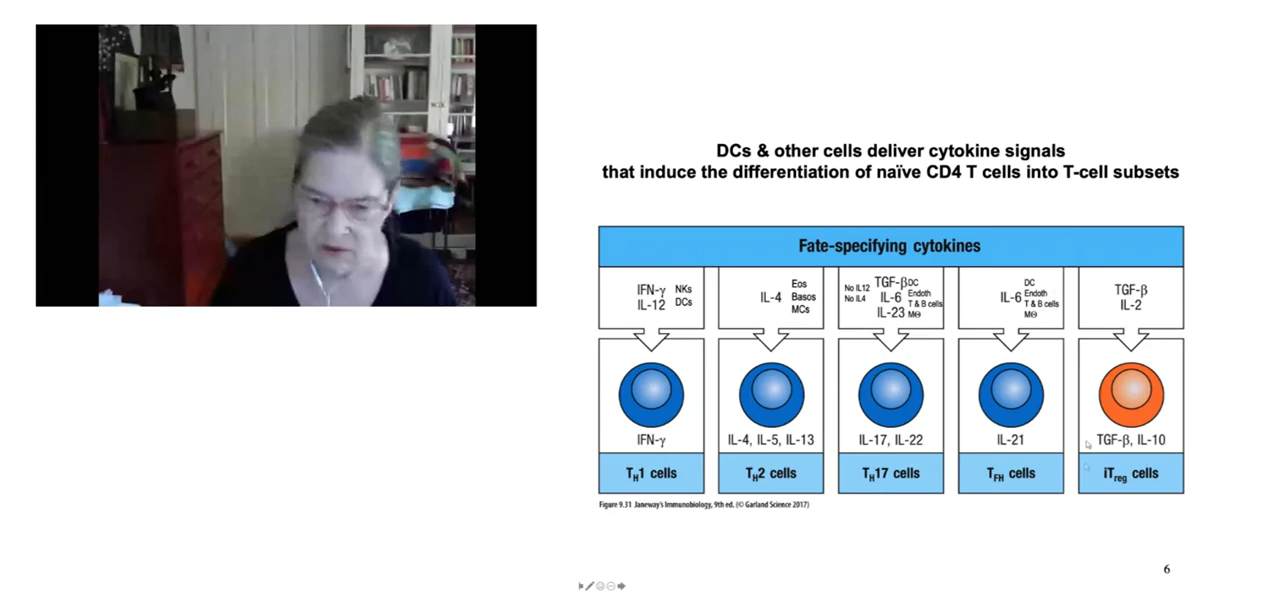 DCs & other cells deliver cytokine signals
that induce the differentiation of naïve CD4 T cells into T-cell subsets
Fate-specifying cytokines
IFN-γ NKs
IL-12 DCs
IL-4
Eos
Basos
MCs
No IL12
No IL4
TGF-β DC
IL-6 Endoth
T & B cells
IL-23 MΘ
IL-6
DC
Endoth
T & B cells
MΘ
TGF-β
IL-2
IFN-γ
IL-4, IL-5, IL-13
IL-17, IL-22
IL-21
TGF-β, IL-10
TH1 cells
TH2 cells
TH17 cells
TFH cells
iTreg cells
Figure 9.31 Janeway's Immunobiology, 9th ed. (© Garland Science 2017)
6